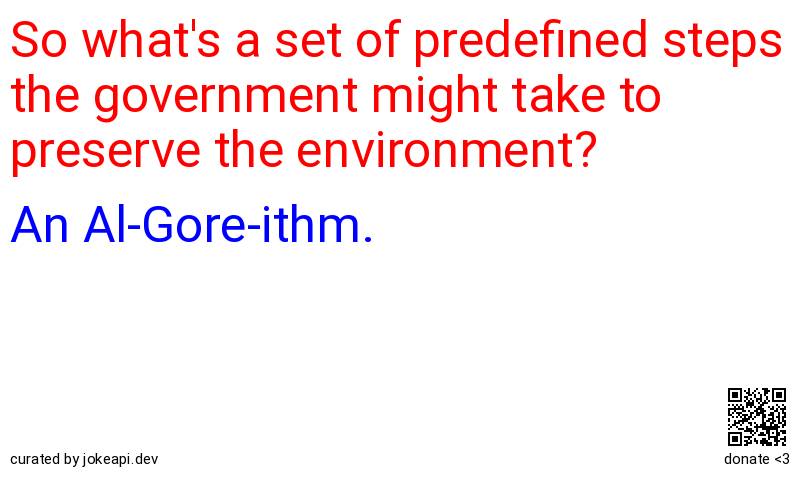 So what's a set of predefined steps
the government might take to
preserve the environment?
An Al-Gore-ithm.
curated by jokeapi.dev
donate <3